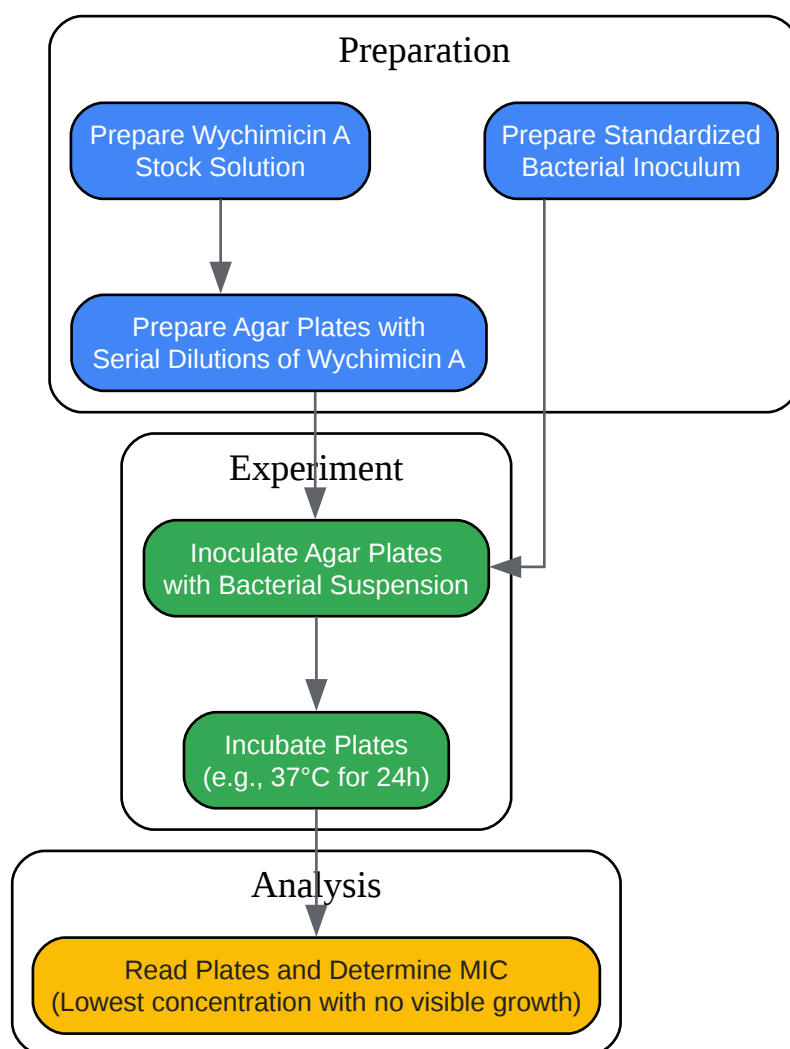 Preparation
Prepare Wychimicin A
Stock Solution
Prepare Standardized
Bacterial Inoculum
Prepare Agar Plates with
Serial Dilutions of Wychimicin A
Experiment
Inoculate Agar Plates
with Bacterial Suspension
Incubate Plates
(e.g., 37°C for 24h)
Analysis
Read Plates and Determine MIC
(Lowest concentration with no visible growth)